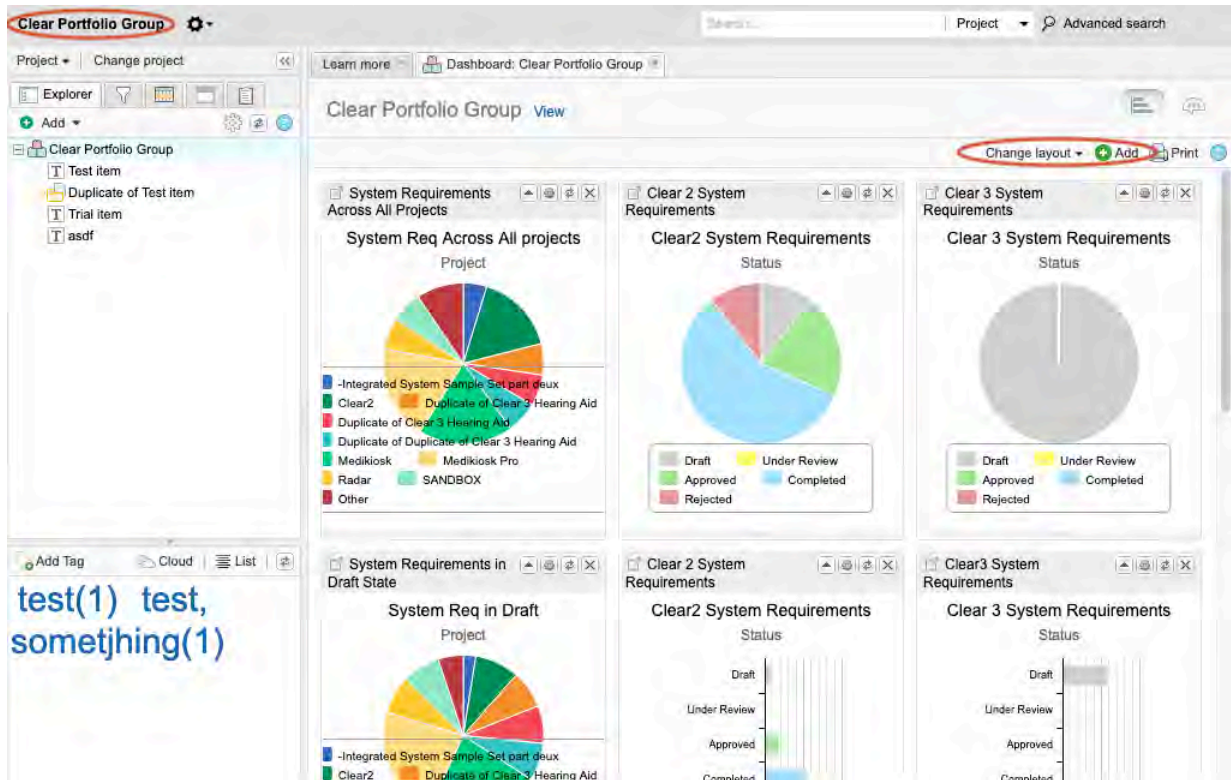 Clear Portfolio Group
Search...
Project
Advanced search
Project
Change project
Learn more
Dashboard: Clear Portfolio Group
Explorer
Clear Portfolio Group View
Add
Change layout
Add
Print
Clear Portfolio Group
Test item
Duplicate of Test item
Trial item
asdf
System Requirements
Across All Projects
System Req Across All projects
Project
-Integrated System Sample Set part deux
Clear2 Duplicate of Clear 3 Hearing Aid
Duplicate of Clear 3 Hearing Aid
Duplicate of Duplicate of Clear 3 Hearing Aid
Medikiosk Medikiosk Pro
Radar SANDBOX
Other
Clear 2 System
Requirements
Clear2 System Requirements
Status
Draft Under Review
Approved Completed
Rejected
Clear 3 System
Requirements
Clear 3 System Requirements
Status
Draft Under Review
Approved Completed
Rejected
Add Tag
Cloud
List
test(1) test,
sometjhing(1)
System Requirements in
Draft State
System Req in Draft
Project
-Integrated System Sample Set part deux
Clear2 Duplicate of Clear 3 Hearing Aid
Clear 2 System
Requirements
Clear2 System Requirements
Status
Draft
Under Review
Approved
Completed
Clear3 System
Requirements
Clear 3 System Requirements
Status
Draft
Under Review
Approved
Completed